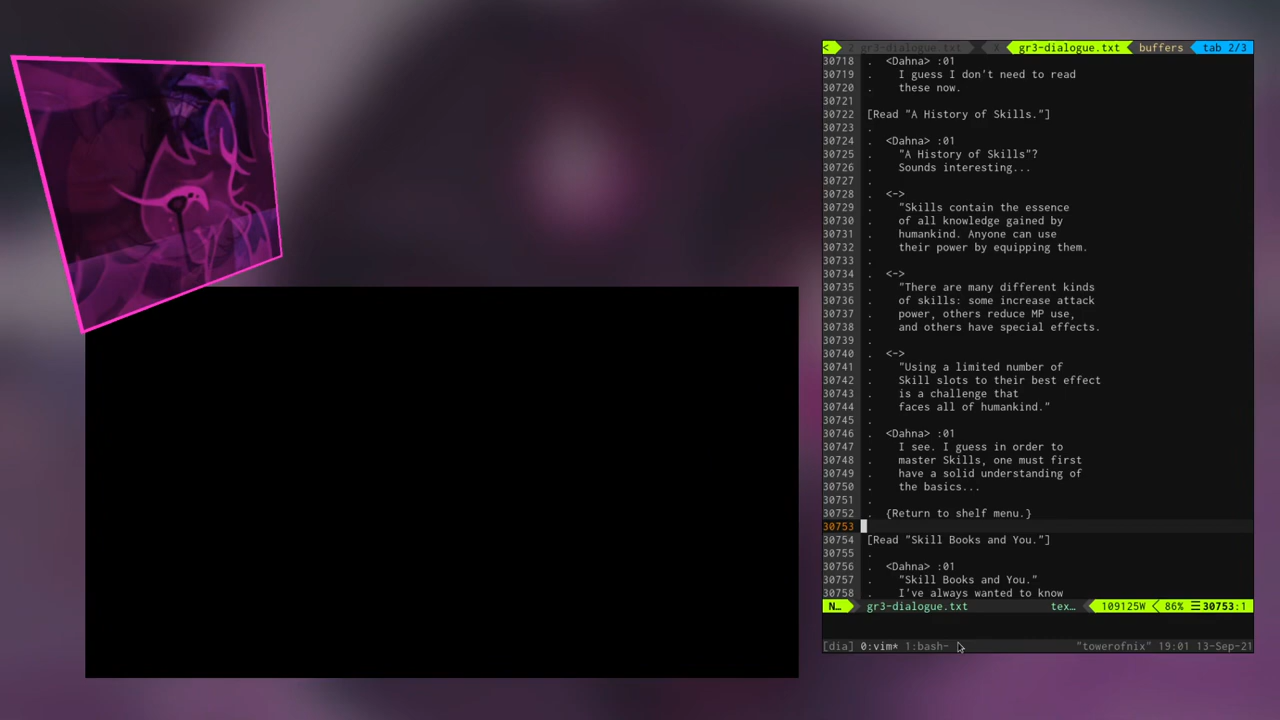 < 2 gr3-dialogue.txt X gr3-dialogue.txt buffers tab 2/3
30718 . <Dahna> :01
30719 . I guess I don't need to read
30720 . these now.
30721
30722 [Read "A History of Skills."]
30723 .
30724 . <Dahna> :01
30725 . "A History of Skills"?
30726 . Sounds interesting...
30727 .
30728 . <->
30729 . "Skills contain the essence
30730 . of all knowledge gained by
30731 . humankind. Anyone can use
30732 . their power by equipping them.
30733 .
30734 . <->
30735 . "There are many different kinds
30736 . of skills: some increase attack
30737 . power, others reduce MP use,
30738 . and others have special effects.
30739 .
30740 . <->
30741 . "Using a limited number of
30742 . Skill slots to their best effect
30743 . is a challenge that
30744 . faces all of humankind."
30745 .
30746 . <Dahna> :01
30747 . I see. I guess in order to
30748 . master Skills, one must first
30749 . have a solid understanding of
30750 . the basics...
30751 .
30752 . {Return to shelf menu.}
30753
30754 [Read "Skill Books and You."]
30755 .
30756 . <Dahna> :01
30757 . "Skill Books and You."
30758 . I've always wanted to know
N… gr3-dialogue.txt tex… 109125W < 86% ☰ 30753:1
[dia] 0:vim* 1:bash- "towerofnix" 19:01 13-Sep-21